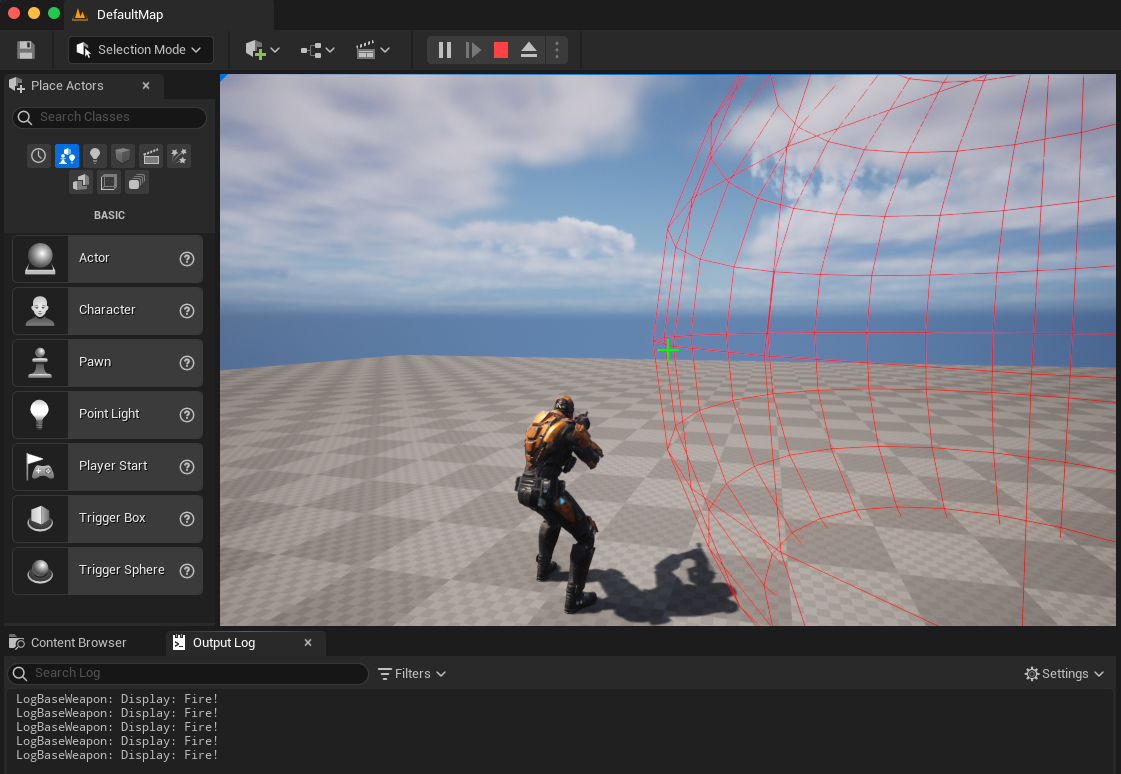 DefaultMap
Selection Mode
Place Actors
Search Classes
BASIC
Actor
Character
Pawn
Point Light
Player Start
Trigger Box
Trigger Sphere
Content Browser
Output Log
Search Log
Filters
Settings
LogBaseWeapon: Display: Fire!
LogBaseWeapon: Display: Fire!
LogBaseWeapon: Display: Fire!
LogBaseWeapon: Display: Fire!
LogBaseWeapon: Display: Fire!